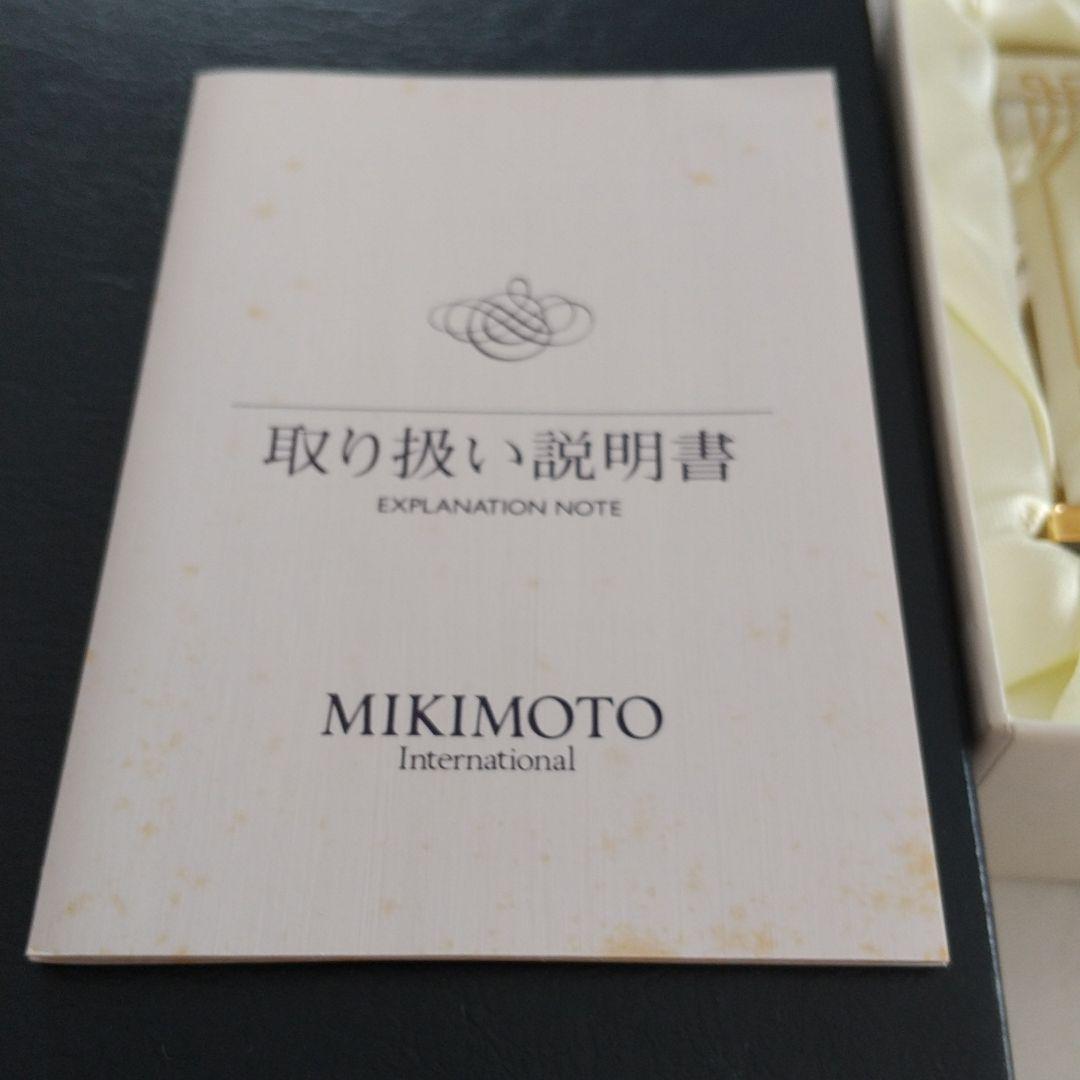 取り扱い説明書
EXPLANATION NOTE
MIKIMOTO
International